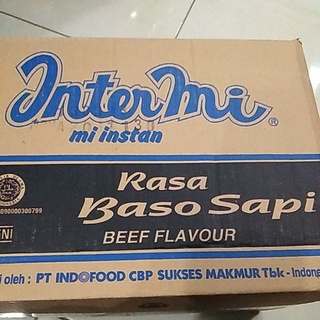 InterMi®
mi instan
Rasa
Baso Sapi
BEEF FLAVOUR
oleh: PT INDOFOOD CBP SUKSES MAKMUR Tbk - Indone